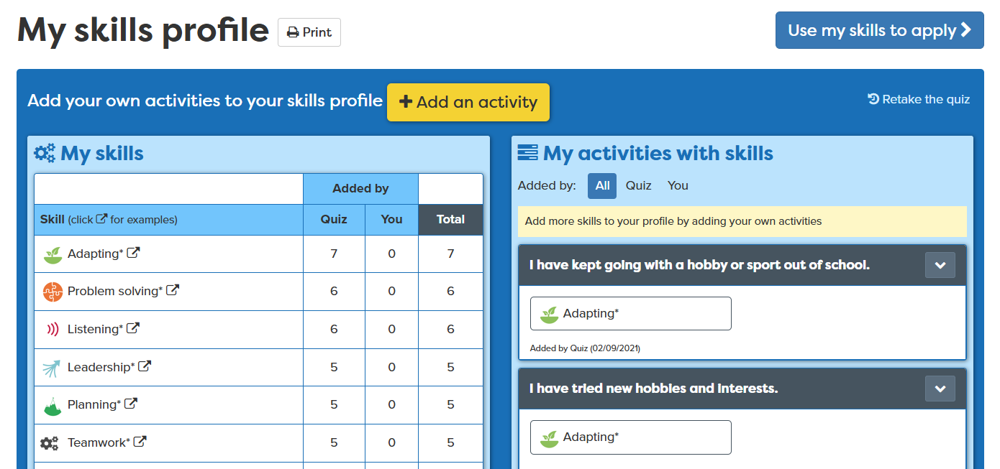 My skills profile
Print
Use my skills to apply
Add your own activities to your skills profile
Add an activity
Retake the quiz
My skills
Added by
Skill (click for examples) Quiz You Total
Adapting* 7 0 7
Problem solving* 6 0 6
Listening* 6 0 6
Leadership* 5 0 5
Planning* 5 0 5
Teamwork* 5 0 5
My activities with skills
Added by: All Quiz You
Add more skills to your profile by adding your own activities
I have kept going with a hobby or sport out of school.
Adapting*
Added by Quiz (02/09/2021)
I have tried new hobbies and interests.
Adapting*